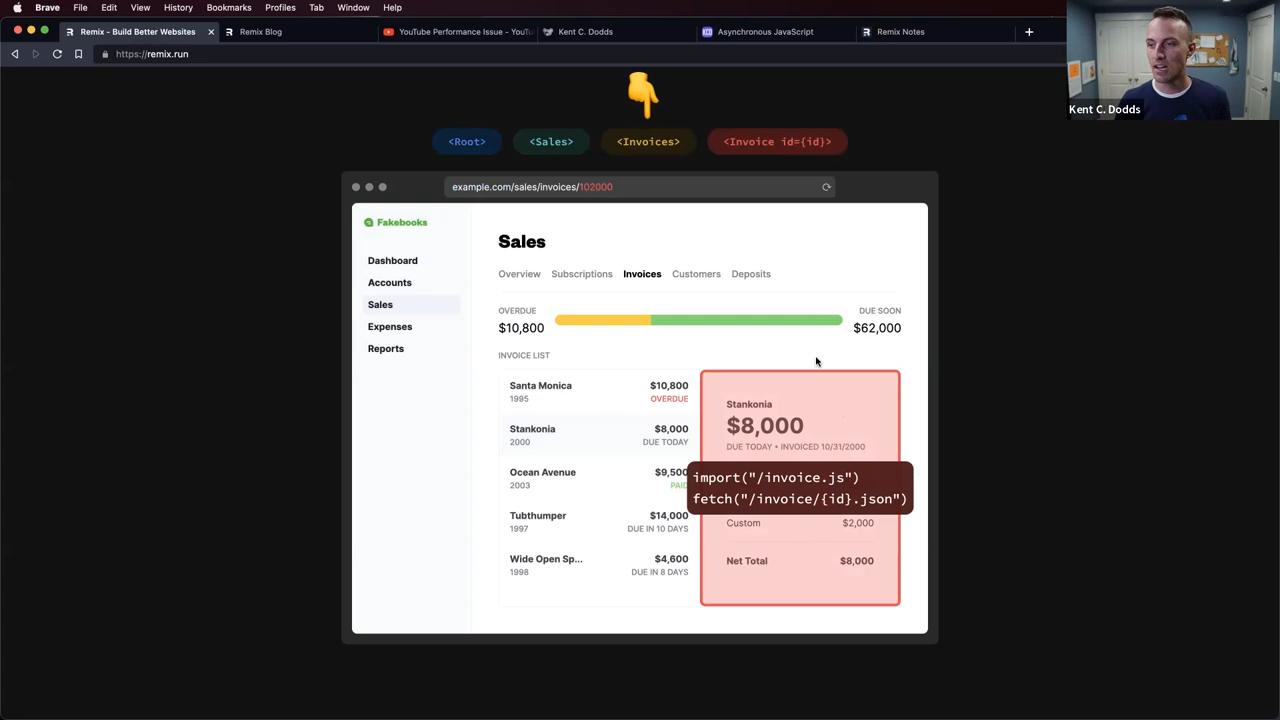 Brave File Edit View History Bookmarks Profiles Tab Window Help
Remix - Build Better Websites
Remix Blog
YouTube Performance Issue - YouTu
Kent C. Dodds
Asynchronous JavaScript
Remix Notes
https://remix.run
Kent C. Dodds
<Root> <Sales> <Invoices> <Invoice id={id}>
example.com/sales/invoices/102000
Fakebooks
Dashboard
Accounts
Sales
Expenses
Reports
Sales
Overview Subscriptions Invoices Customers Deposits
OVERDUE
$10,800
DUE SOON
$62,000
INVOICE LIST
Santa Monica $10,800
1995 OVERDUE
Stankonia $8,000
2000 DUE TODAY
Ocean Avenue $9,500
2003 PAID
Tubthumper $14,000
1997 DUE IN 10 DAYS
Wide Open Sp... $4,600
1998 DUE IN 8 DAYS
Stankonia
$8,000
DUE TODAY • INVOICED 10/31/2000
import("/invoice.js")
fetch("/invoice/{id}.json")
Custom $2,000
Net Total $8,000